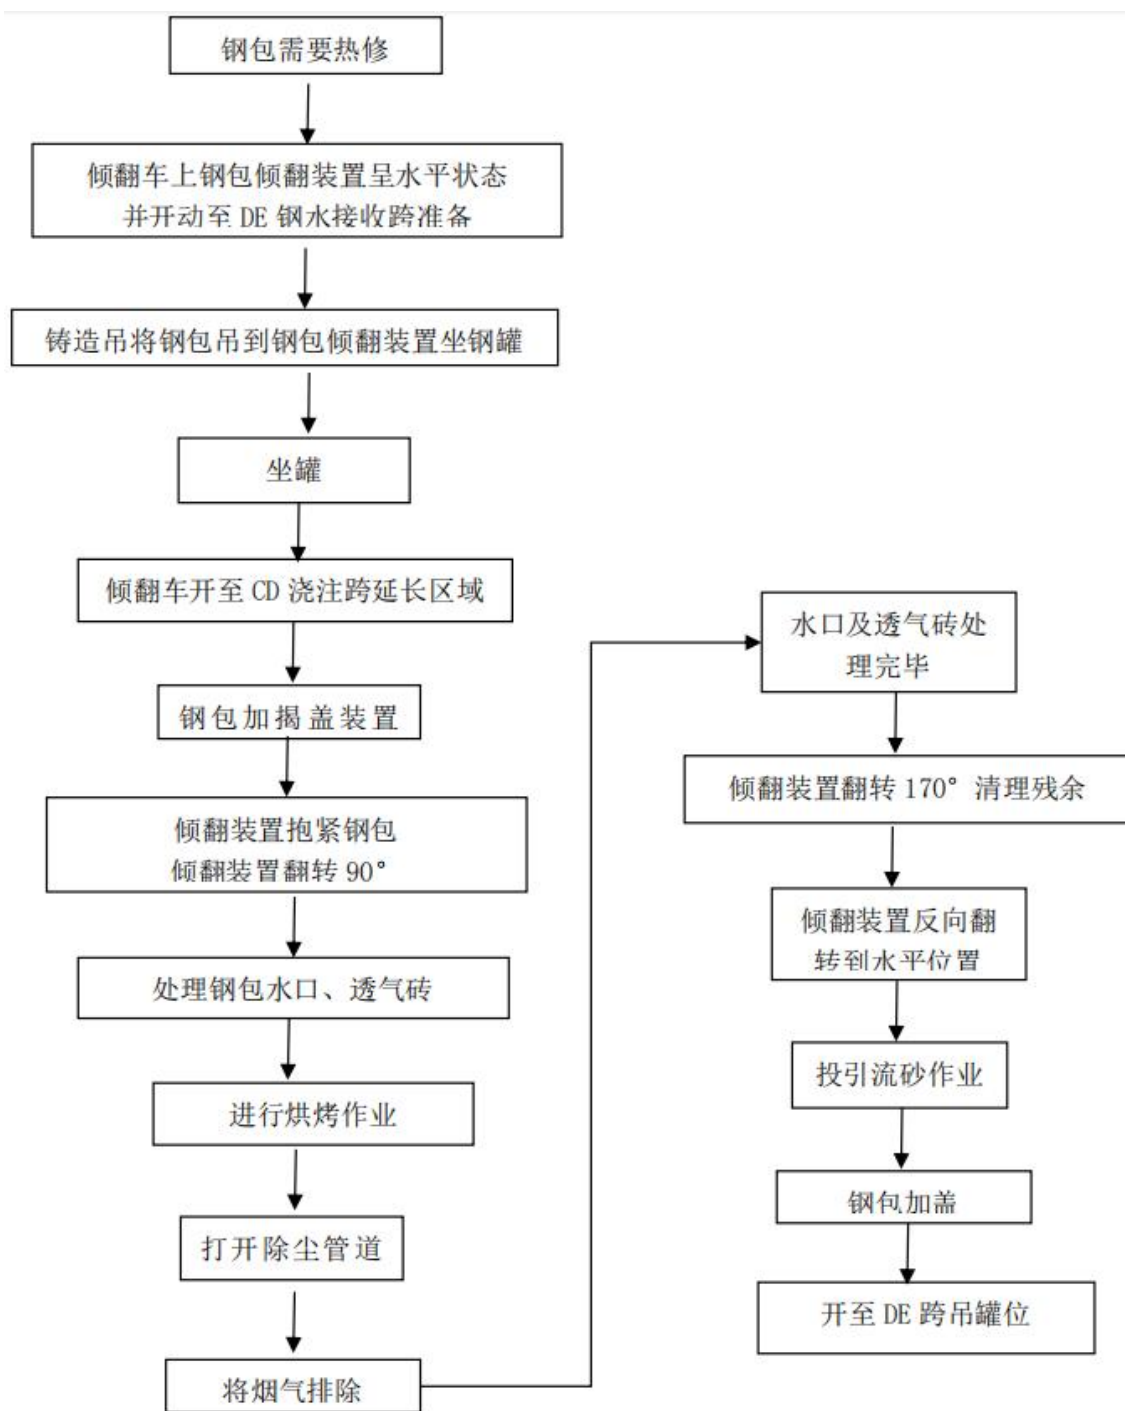 钢包需要热修
倾翻车上钢包倾翻装置呈水平状态
并开动至 DE 钢水接收跨准备
铸造吊将钢包吊到钢包倾翻装置坐钢罐
坐罐
倾翻车开至 CD 浇注跨延长区域
钢包加揭盖装置
倾翻装置抱紧钢包
倾翻装置翻转 90°
处理钢包水口、透气砖
进行烘烤作业
打开除尘管道
将烟气排除
水口及透气砖处
理完毕
倾翻装置翻转 170° 清理残余
倾翻装置反向翻
转到水平位置
投引流砂作业
钢包加盖
开至 DE 跨吊罐位